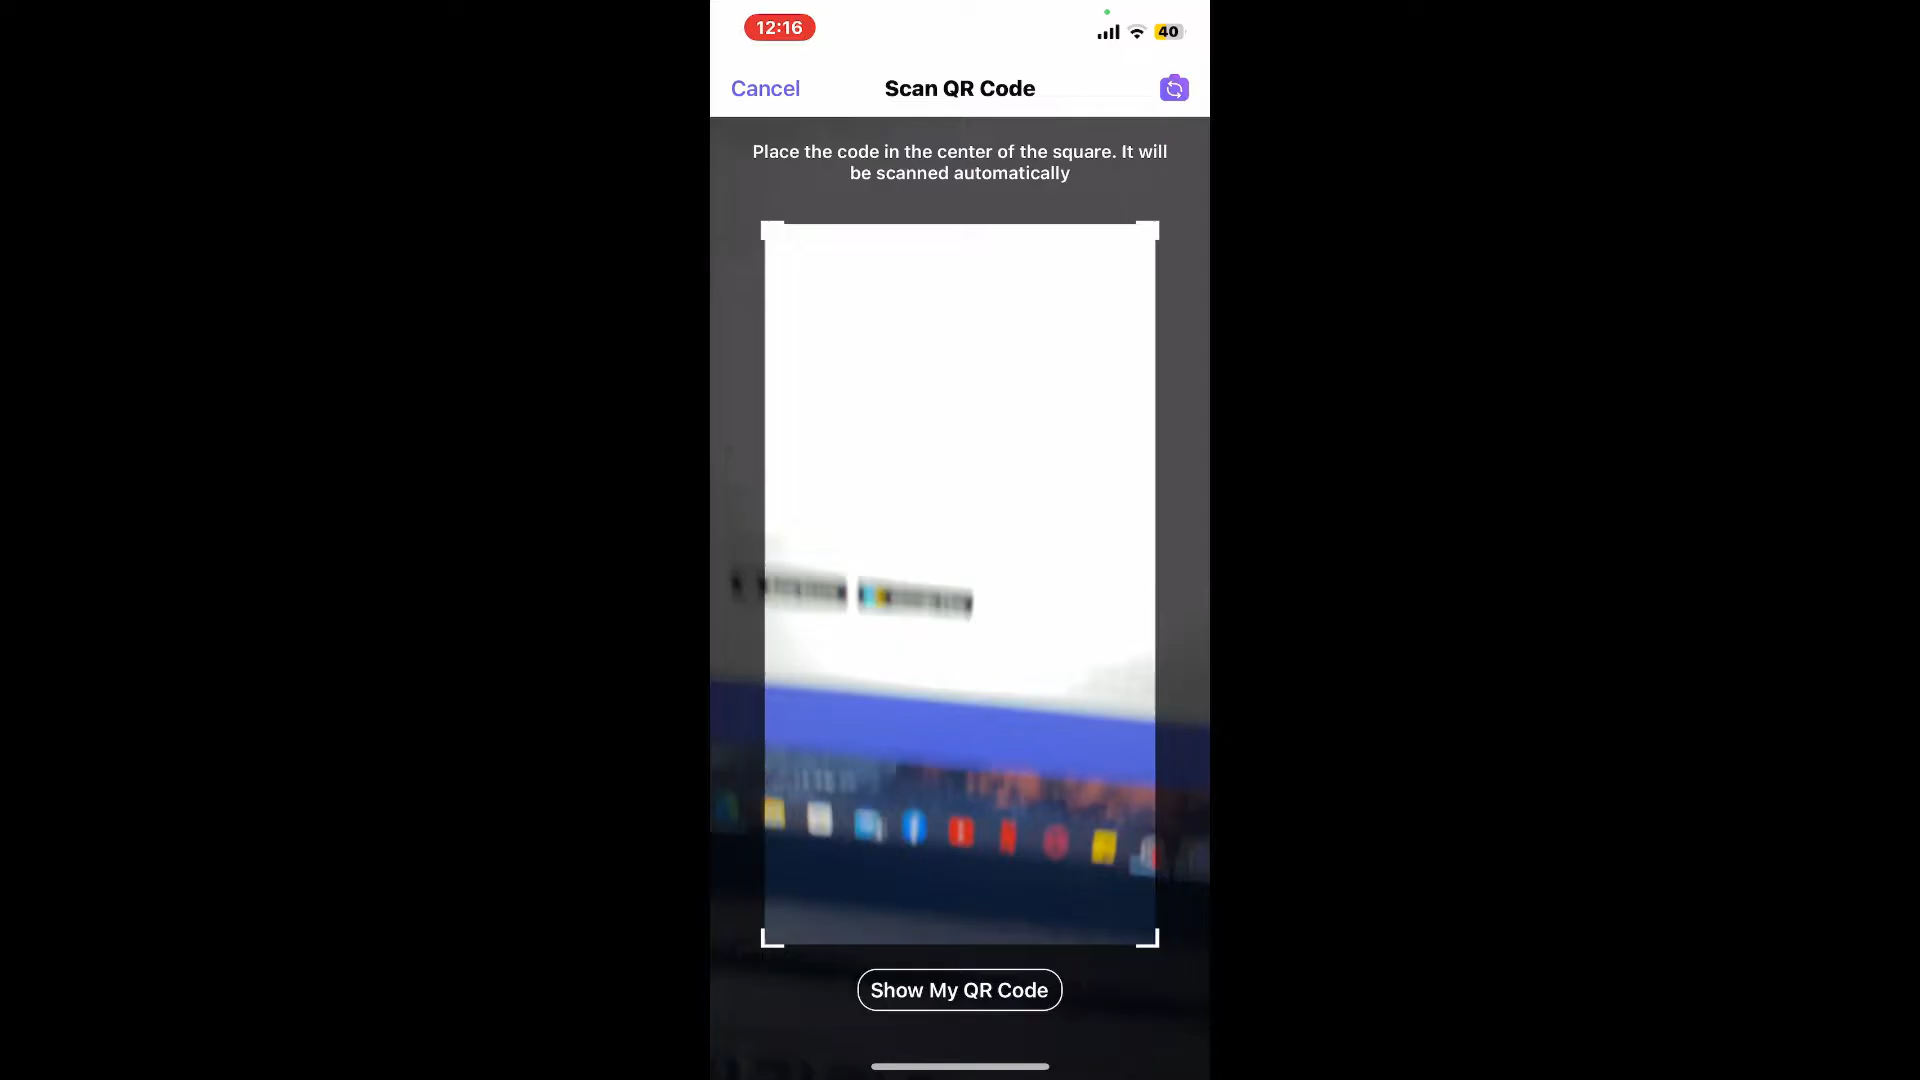 12:16
40
Cancel
Scan QR Code
Place the code in the center of the square. It will
be scanned automatically
Show My QR Code